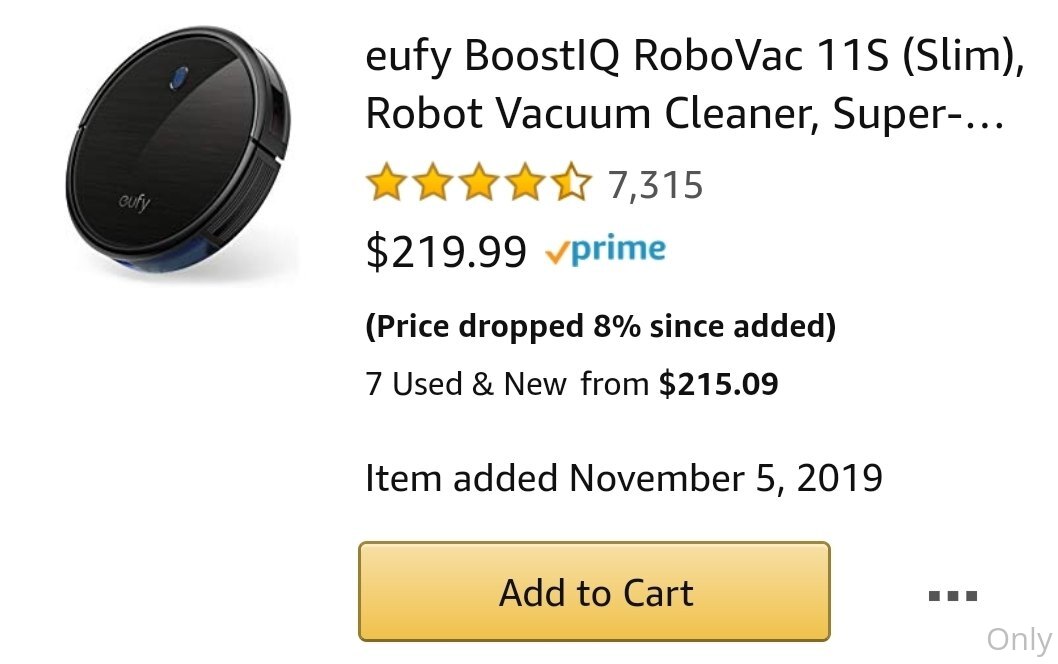 eufy BoostIQ RoboVac 11S (Slim),
Robot Vacuum Cleaner, Super-...
7,315
$219.99 prime
(Price dropped 8% since added)
7 Used & New from $215.09
Item added November 5, 2019
Add to Cart
Only
eufy